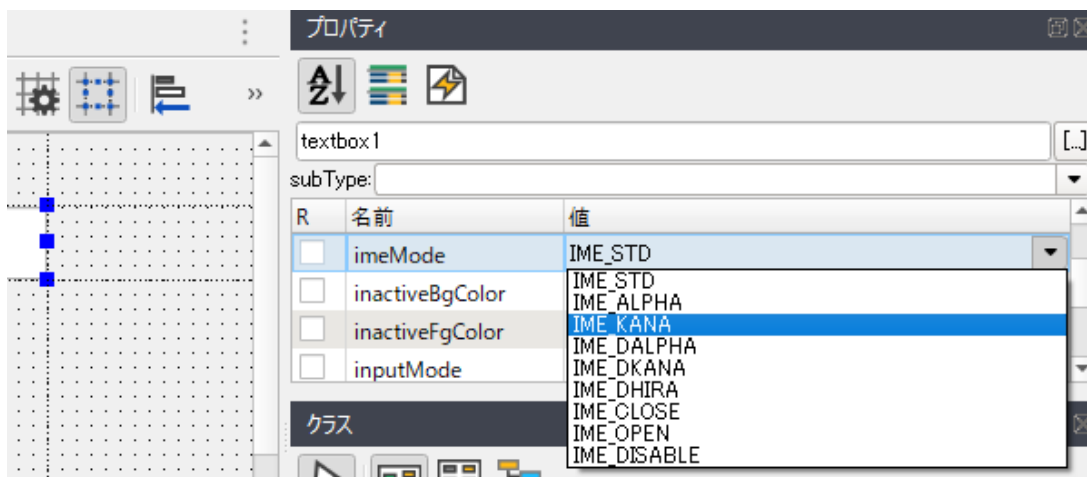 プロパティ
A
Z
»
textbox1
[...]
subType:
R 名前 値
imeMode IME_STD
inactiveBgColor
inactiveFgColor
inputMode
IME_STD
IME_ALPHA
IME_KANA
IME_DALPHA
IME_DKANA
IME_DHIRA
IME_CLOSE
IME_OPEN
IME_DISABLE
クラス